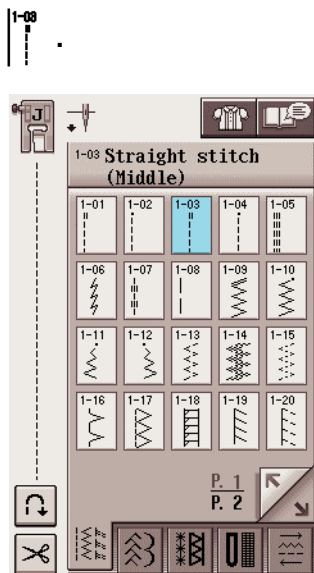 1-03
.
J
1-03 Straight stitch
(Middle)
1-01 1-02 1-03 1-04 1-05
1-06 1-07 1-08 1-09 1-10
1-11 1-12 1-13 1-14 1-15
1-16 1-17 1-18 1-19 1-20
P. 1
P. 2